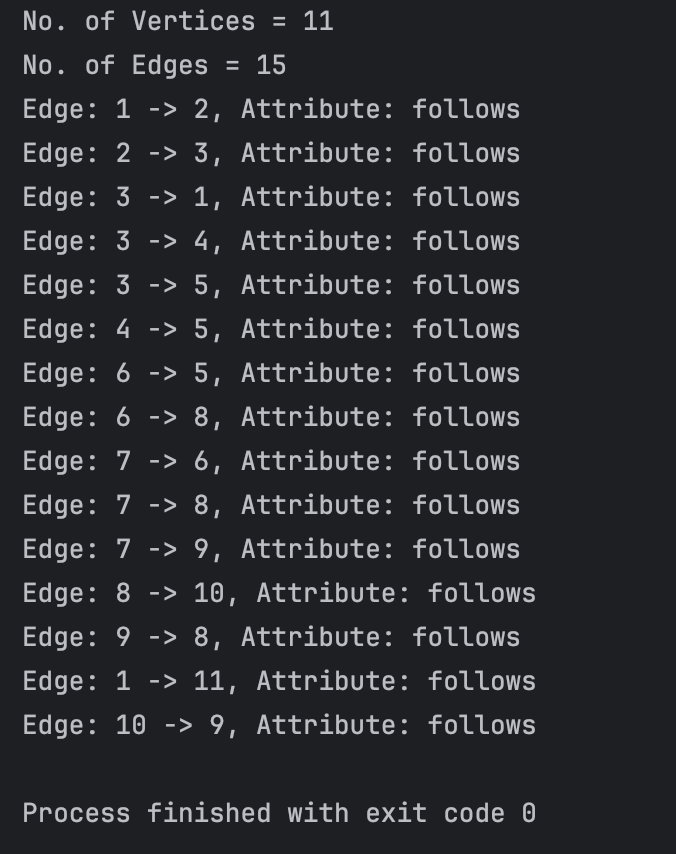 No. of Vertices = 11
No. of Edges = 15
Edge: 1 -> 2, Attribute: follows
Edge: 2 -> 3, Attribute: follows
Edge: 3 -> 1, Attribute: follows
Edge: 3 -> 4, Attribute: follows
Edge: 3 -> 5, Attribute: follows
Edge: 4 -> 5, Attribute: follows
Edge: 6 -> 5, Attribute: follows
Edge: 6 -> 8, Attribute: follows
Edge: 7 -> 6, Attribute: follows
Edge: 7 -> 8, Attribute: follows
Edge: 7 -> 9, Attribute: follows
Edge: 8 -> 10, Attribute: follows
Edge: 9 -> 8, Attribute: follows
Edge: 1 -> 11, Attribute: follows
Edge: 10 -> 9, Attribute: follows
Process finished with exit code 0